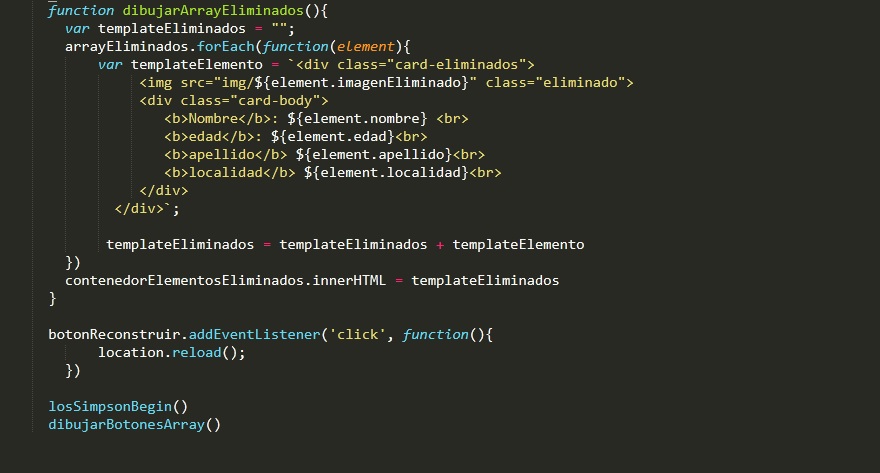 function dibujarArrayEliminados(){
var templateEliminados = "";
arrayEliminados.forEach(function(element){
var templateElemento = `<div class="card-eliminados">
<img src="img/${element.imagenEliminado}" class="eliminado">
<div class="card-body">
<b>Nombre</b>: ${element.nombre} <br>
<b>edad</b>: ${element.edad}<br>
<b>apellido</b> ${element.apellido}<br>
<b>localidad</b> ${element.localidad}<br>
</div>
</div>`;
templateEliminados = templateEliminados + templateElemento
})
contenedorElementosEliminados.innerHTML = templateEliminados
}
botonReconstruir.addEventListener('click', function(){
location.reload();
})
losSimpsonBegin()
dibujarBotonesArray()